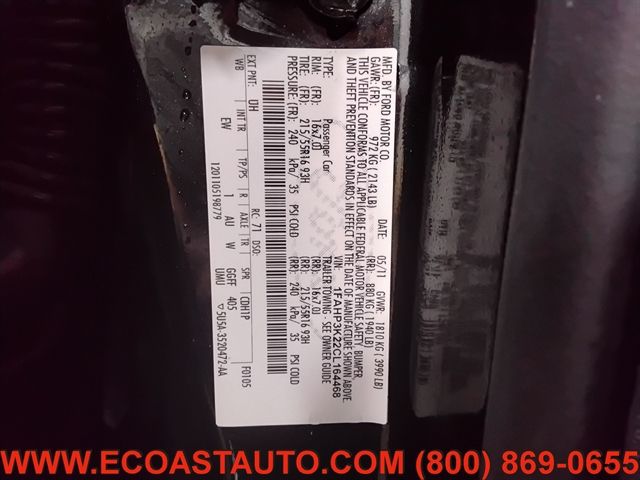 MFD. BY FORD MOTOR CO.
DATE: 05/11 GVWR: 1810 KG ( 3990 LB)
GAWR: (FR): 972 KG ( 2143 LB) (RR): 880 KG ( 1940 LB)
THIS VEHICLE CONFORMS TO ALL APPLICABLE FEDERAL MOTOR VEHICLE SAFETY, BUMPER
AND THEFT PREVENTION STANDARDS IN EFFECT ON THE DATE OF MANUFACTURE SHOWN ABOVE.
VIN: 1FAHP3K22CL164468
TYPE: Passenger Car TRAILER TOWING - SEE OWNER GUIDE
RIM: (FR): 16x7.0J (RR): 16x7.0J
TIRE: (FR): 215/55R16 93H (RR): 215/55R16 93H
PRESSURE: (FR): 240 kPa/ 35 PSI COLD (RR): 240 kPa/ 35 PSI COLD
EXT PNT: UH RC: 71 DSO: F0105
WB INT TR TP/PS R AXLE TR SPR CDH1P
EW 1 AU W GGFF 405
UMU
1201105198779 ▽5U5A-3520472-AA
WWW.ECOASTAUTO.COM (800) 869-0655